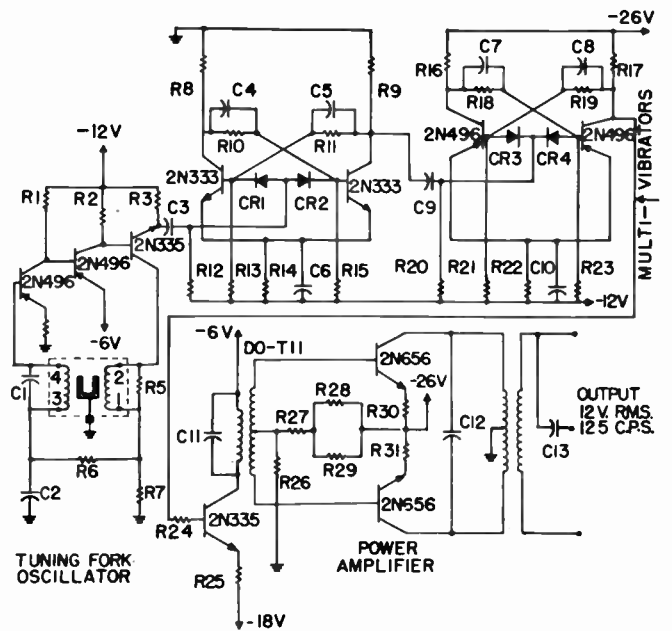 -26V
C4
C5
C7
C8
R8
R9
R16
R17
R10
R11
R18
R19
-12V
R1
R2
R3
C3
2N333
CR1
CR2
2N333
2N496
CR3
CR4
2N496
C9
2N335
2N496
2N496
R12
R13
R14
C6
R15
R20
R21
R22
C10
R23
MULTI-VIBRATORS
-12V
-6V
-6V
DO-T11
2N656
-26V
4
3
2
1
C1
R5
C11
R27
R28
R30
R29
R31
C12
C13
OUTPUT
12V. R.M.S.
125 C.P.S.
R6
R26
C2
R7
R24
2N335
2N656
R25
TUNING FORK
OSCILLATOR
POWER
AMPLIFIER
-18V